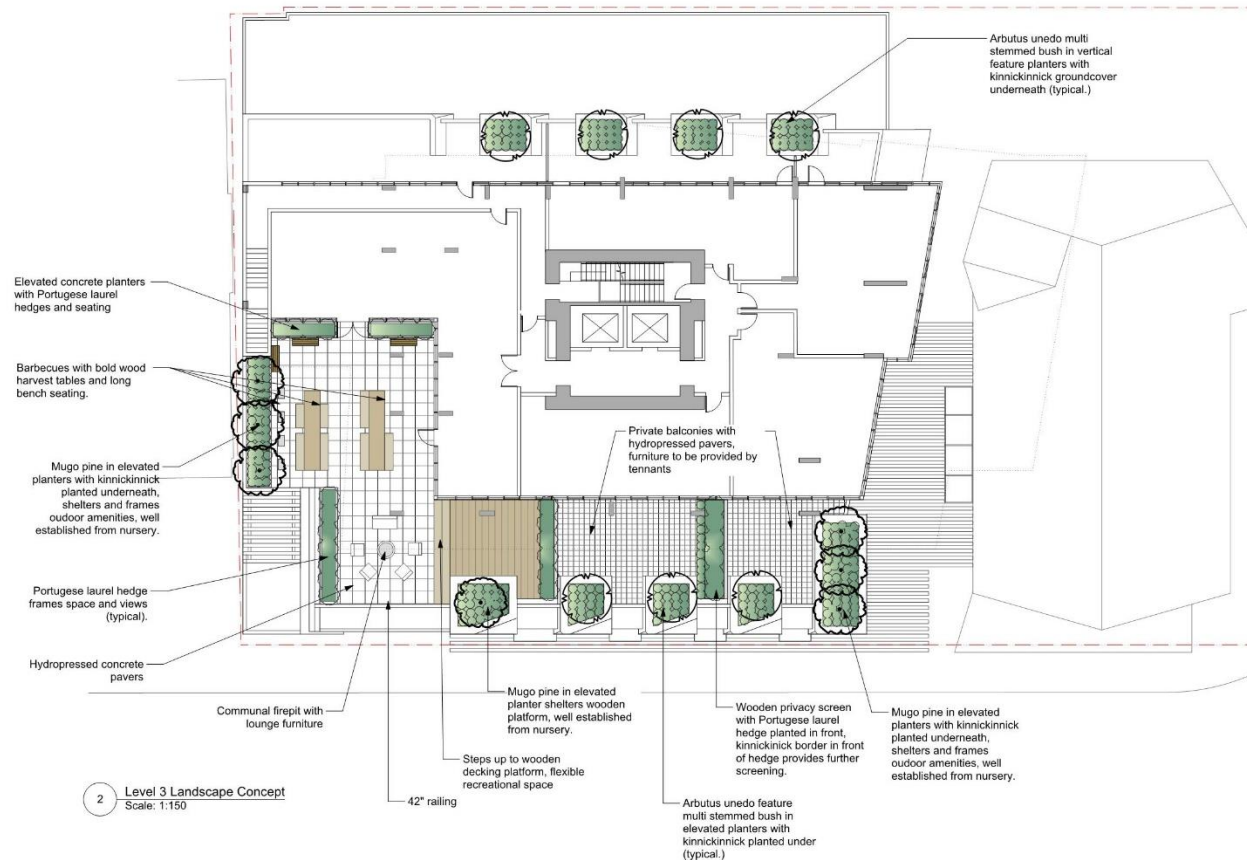 Arbutus unedo multi
stemmed bush in vertical
feature planters with
kinnickinnick groundcover
underneath (typical.)
Elevated concrete planters
with Portugese laurel
hedges and seating
Barbecues with bold wood
harvest tables and long
bench seating.
Private balconies with
hydropressed pavers,
furniture to be provided by
tennants
Mugo pine in elevated
planters with kinnickinnick
planted underneath,
shelters and frames
oudoor amenities, well
established from nursery.
Portugese laurel hedge
frames space and views
(typical).
Hydropressed concrete
pavers
Communal firepit with
lounge furniture
Mugo pine in elevated
planter shelters wooden
platform, well established
from nursery.
Wooden privacy screen
with Portugese laurel
hedge planted in front,
kinnickinick border in front
of hedge provides further
screening.
Mugo pine in elevated
planters with kinnickinnick
planted underneath,
shelters and frames
oudoor amenities, well
established from nursery.
Steps up to wooden
decking platform, flexible
recreational space
42" railing
Arbutus unedo feature
multi stemmed bush in
elevated planters with
kinnickinnick planted under
(typical.)
2
Level 3 Landscape Concept
Scale: 1:150